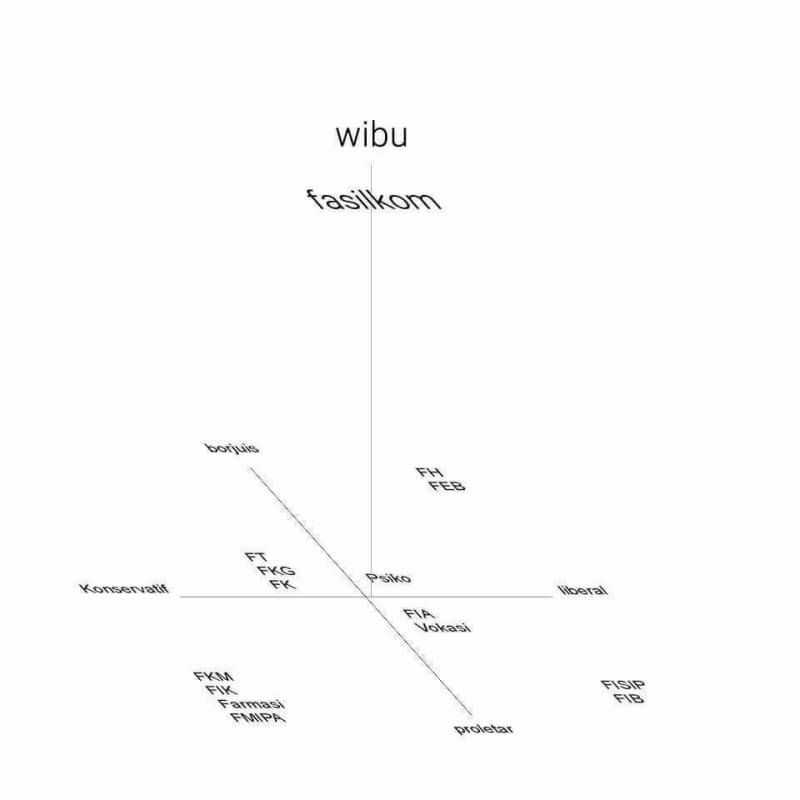 wibu
fasilkom
borjuis
FH
FEB
FT
FKG
FK
Psiko
Konservatif
liberal
FIA
Vokasi
FKM
FIK
Farmasi
FMIPA
FISIP
FIB
proletar